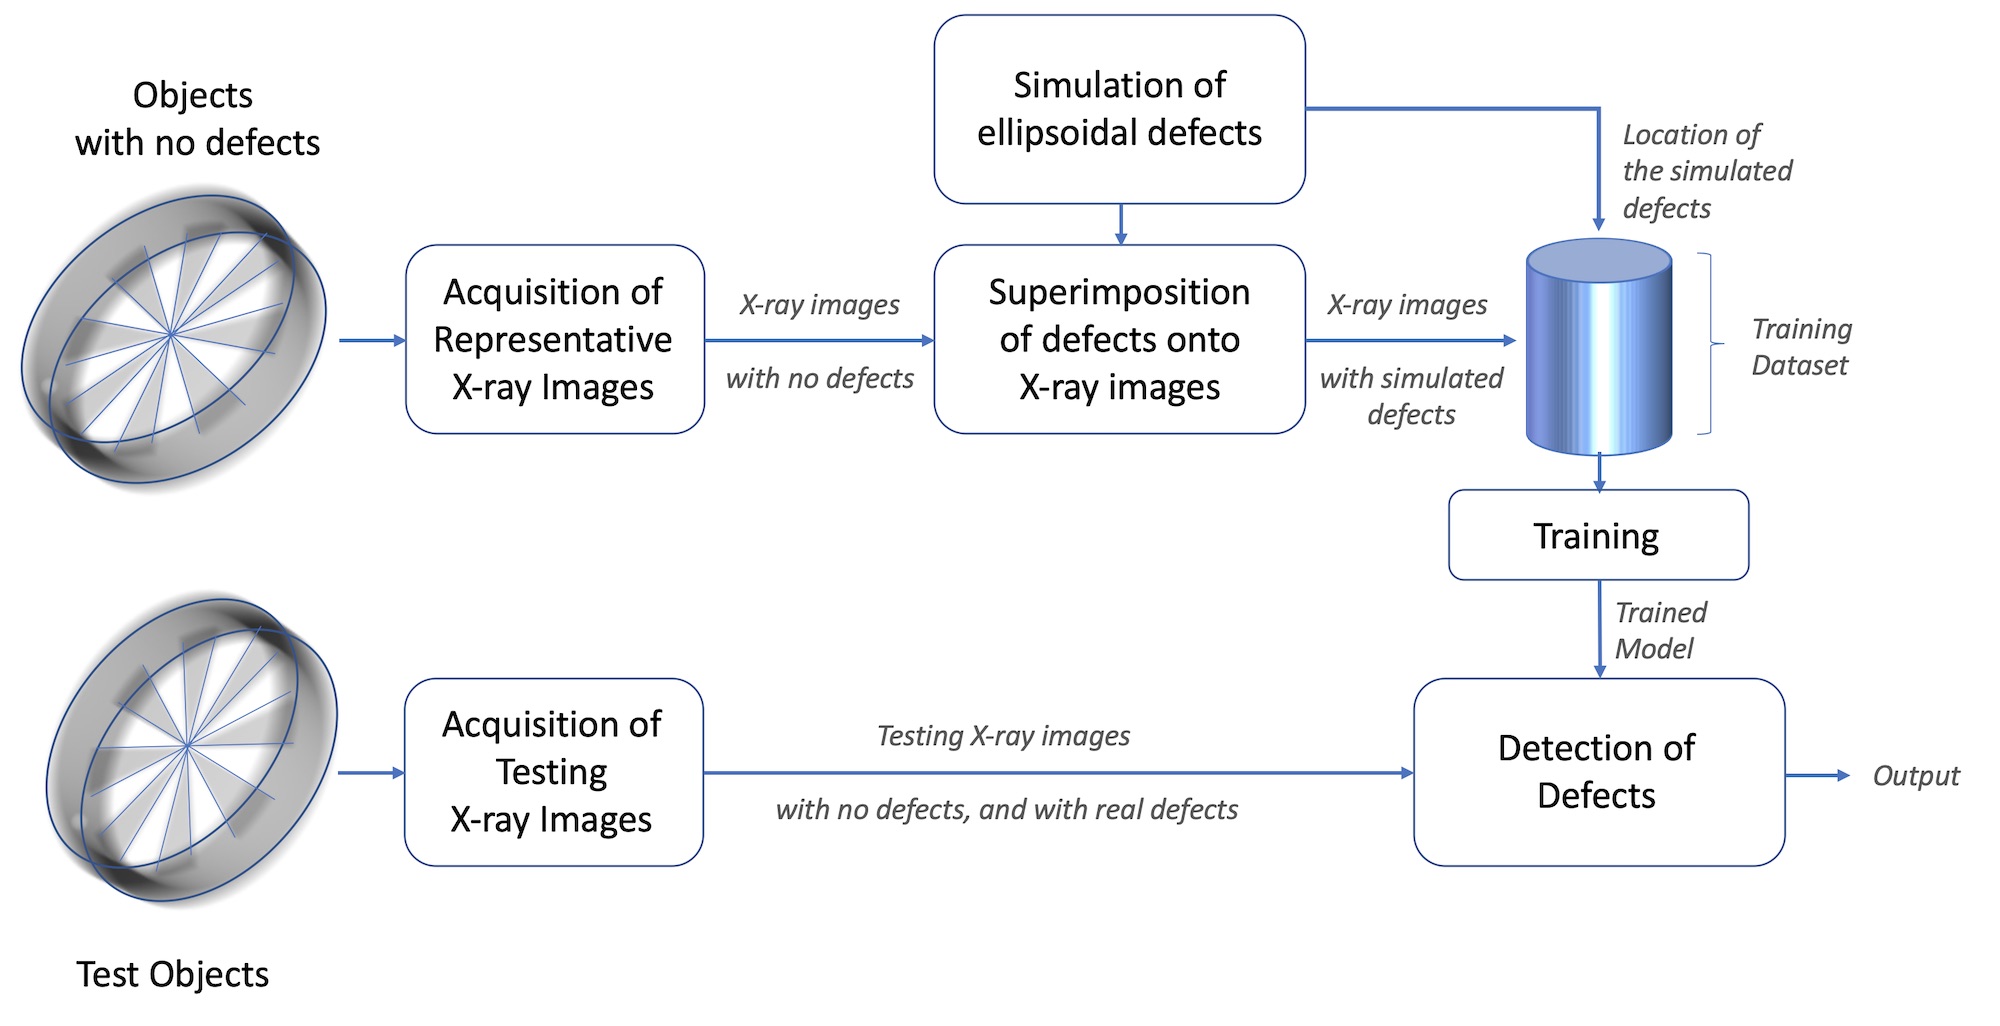 Objects
with no defects
Simulation of
ellipsoidal defects
Location of
the simulated
defects
Acquisition of
Representative
X-ray Images
X-ray images
with no defects
Superimposition
of defects onto
X-ray images
X-ray images
with simulated
defects
Training
Dataset
Training
Trained
Model
Acquisition of
Testing
X-ray Images
Testing X-ray images
with no defects, and with real defects
Detection of
Defects
Output
Test Objects